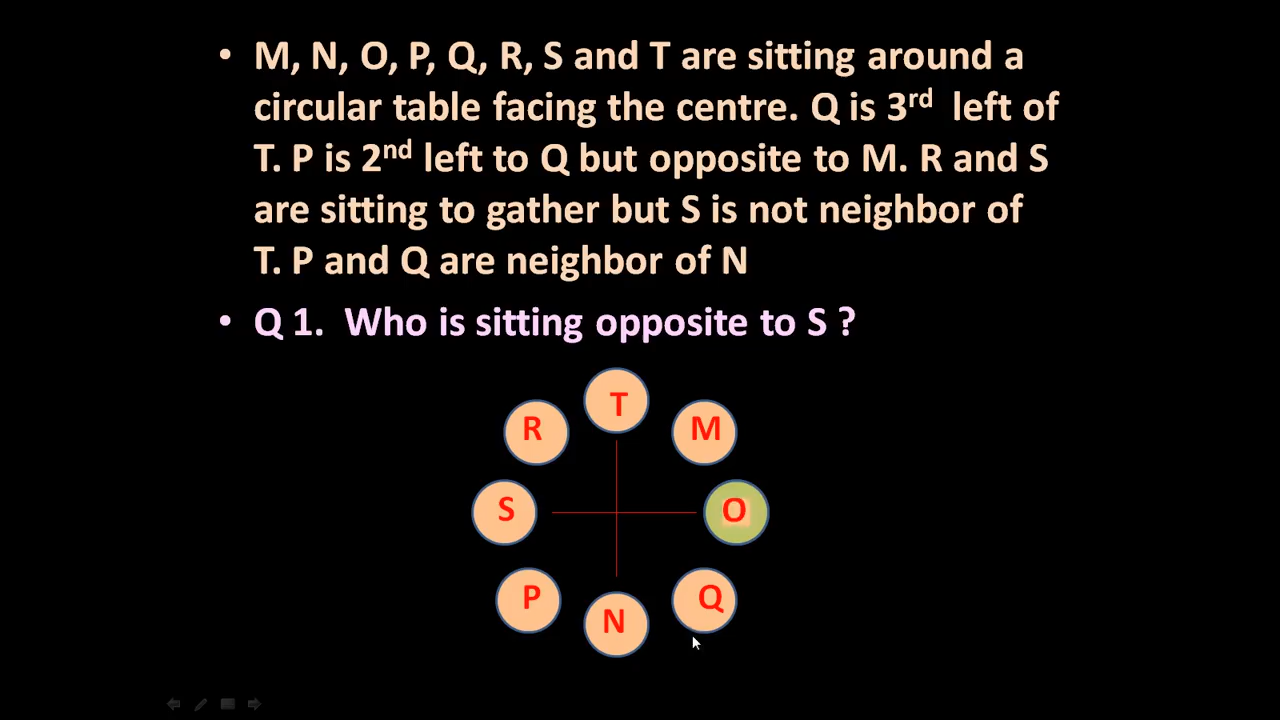 • M, N, O, P, Q, R, S and T are sitting around a
circular table facing the centre. Q is 3rd left of
T. P is 2nd left to Q but opposite to M. R and S
are sitting to gather but S is not neighbor of
T. P and Q are neighbor of N
• Q 1. Who is sitting opposite to S ?
T
R
M
S
O
P
Q
N